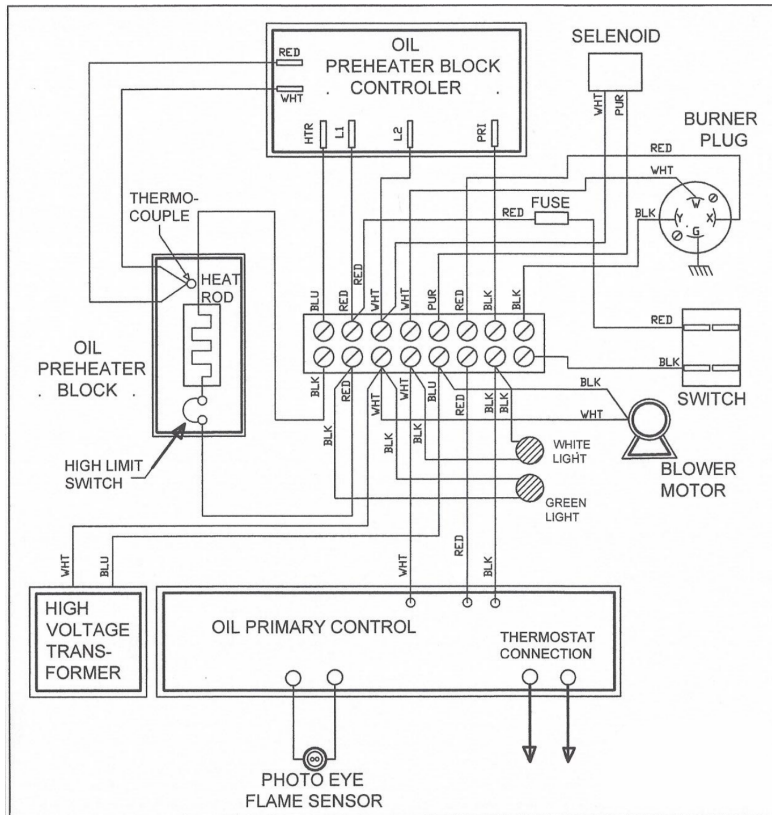 OIL
PREHEATER BLOCK
CONTROLER
RED
WHT
HTR
L1
L2
PRI
SELENOID
WHT
PUR
BURNER
PLUG
RED
WHT
BLK
W
Y
X
G
THERMO-
COUPLE
RED
FUSE
HEAT
ROD
OIL
PREHEATER
BLOCK
HIGH LIMIT
SWITCH
BLU
RED
RED
WHT
WHT
PUR
RED
BLK
BLK
RED
BLK
SWITCH
BLK
BLK
RED
WHT
BLK
WHT
BLK
BLU
RED
BLK
BLK
BLK
WHT
BLOWER
MOTOR
WHITE
LIGHT
GREEN
LIGHT
WHT
BLU
WHT
RED
BLK
HIGH
VOLTAGE
TRANS-
FORMER
OIL PRIMARY CONTROL
THERMOSTAT
CONNECTION
PHOTO EYE
FLAME SENSOR